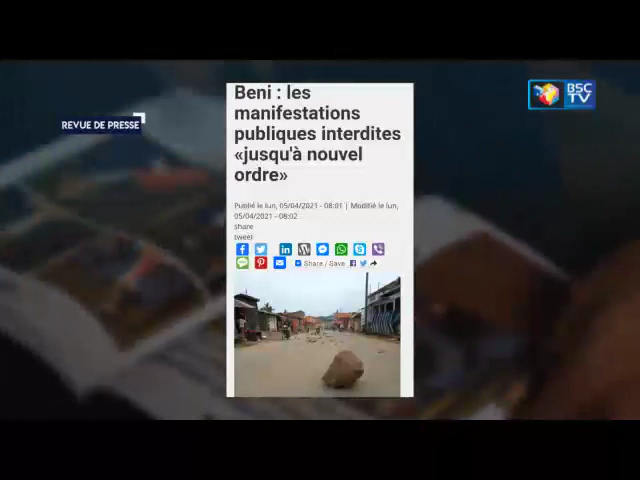 BSC
TV
REVUE DE PRESSE
Beni : les
manifestations
publiques interdites
«jusqu'à nouvel
ordre»
Publié le lun, 05/04/2021 - 08:01 | Modifié le lun,
05/04/2021 - 08:02
share
tweet
Share / Save